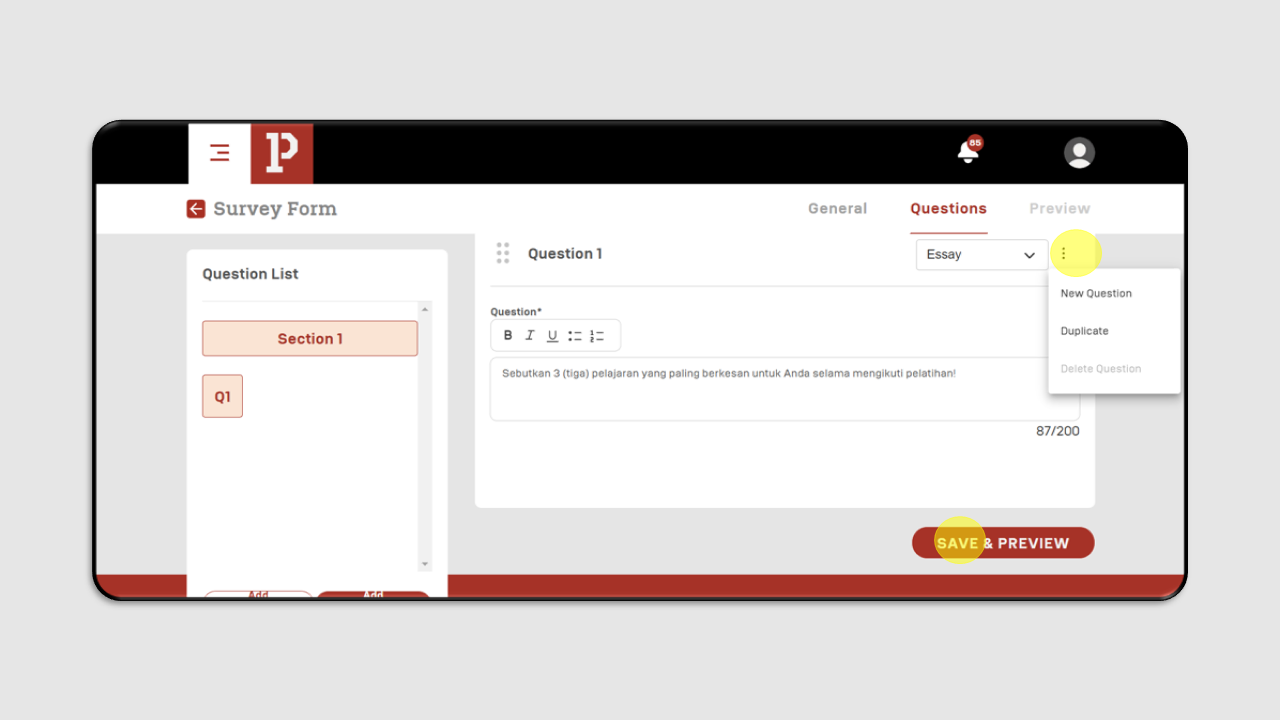 P
85
Survey Form
General
Questions
Preview
Question List
Section 1
Q1
Add
Add
Question 1
Essay
New Question
Duplicate
Delete Question
Question*
B I U
Sebutkan 3 (tiga) pelajaran yang paling berkesan untuk Anda selama mengikuti pelatihan!
87/200
SAVE & PREVIEW